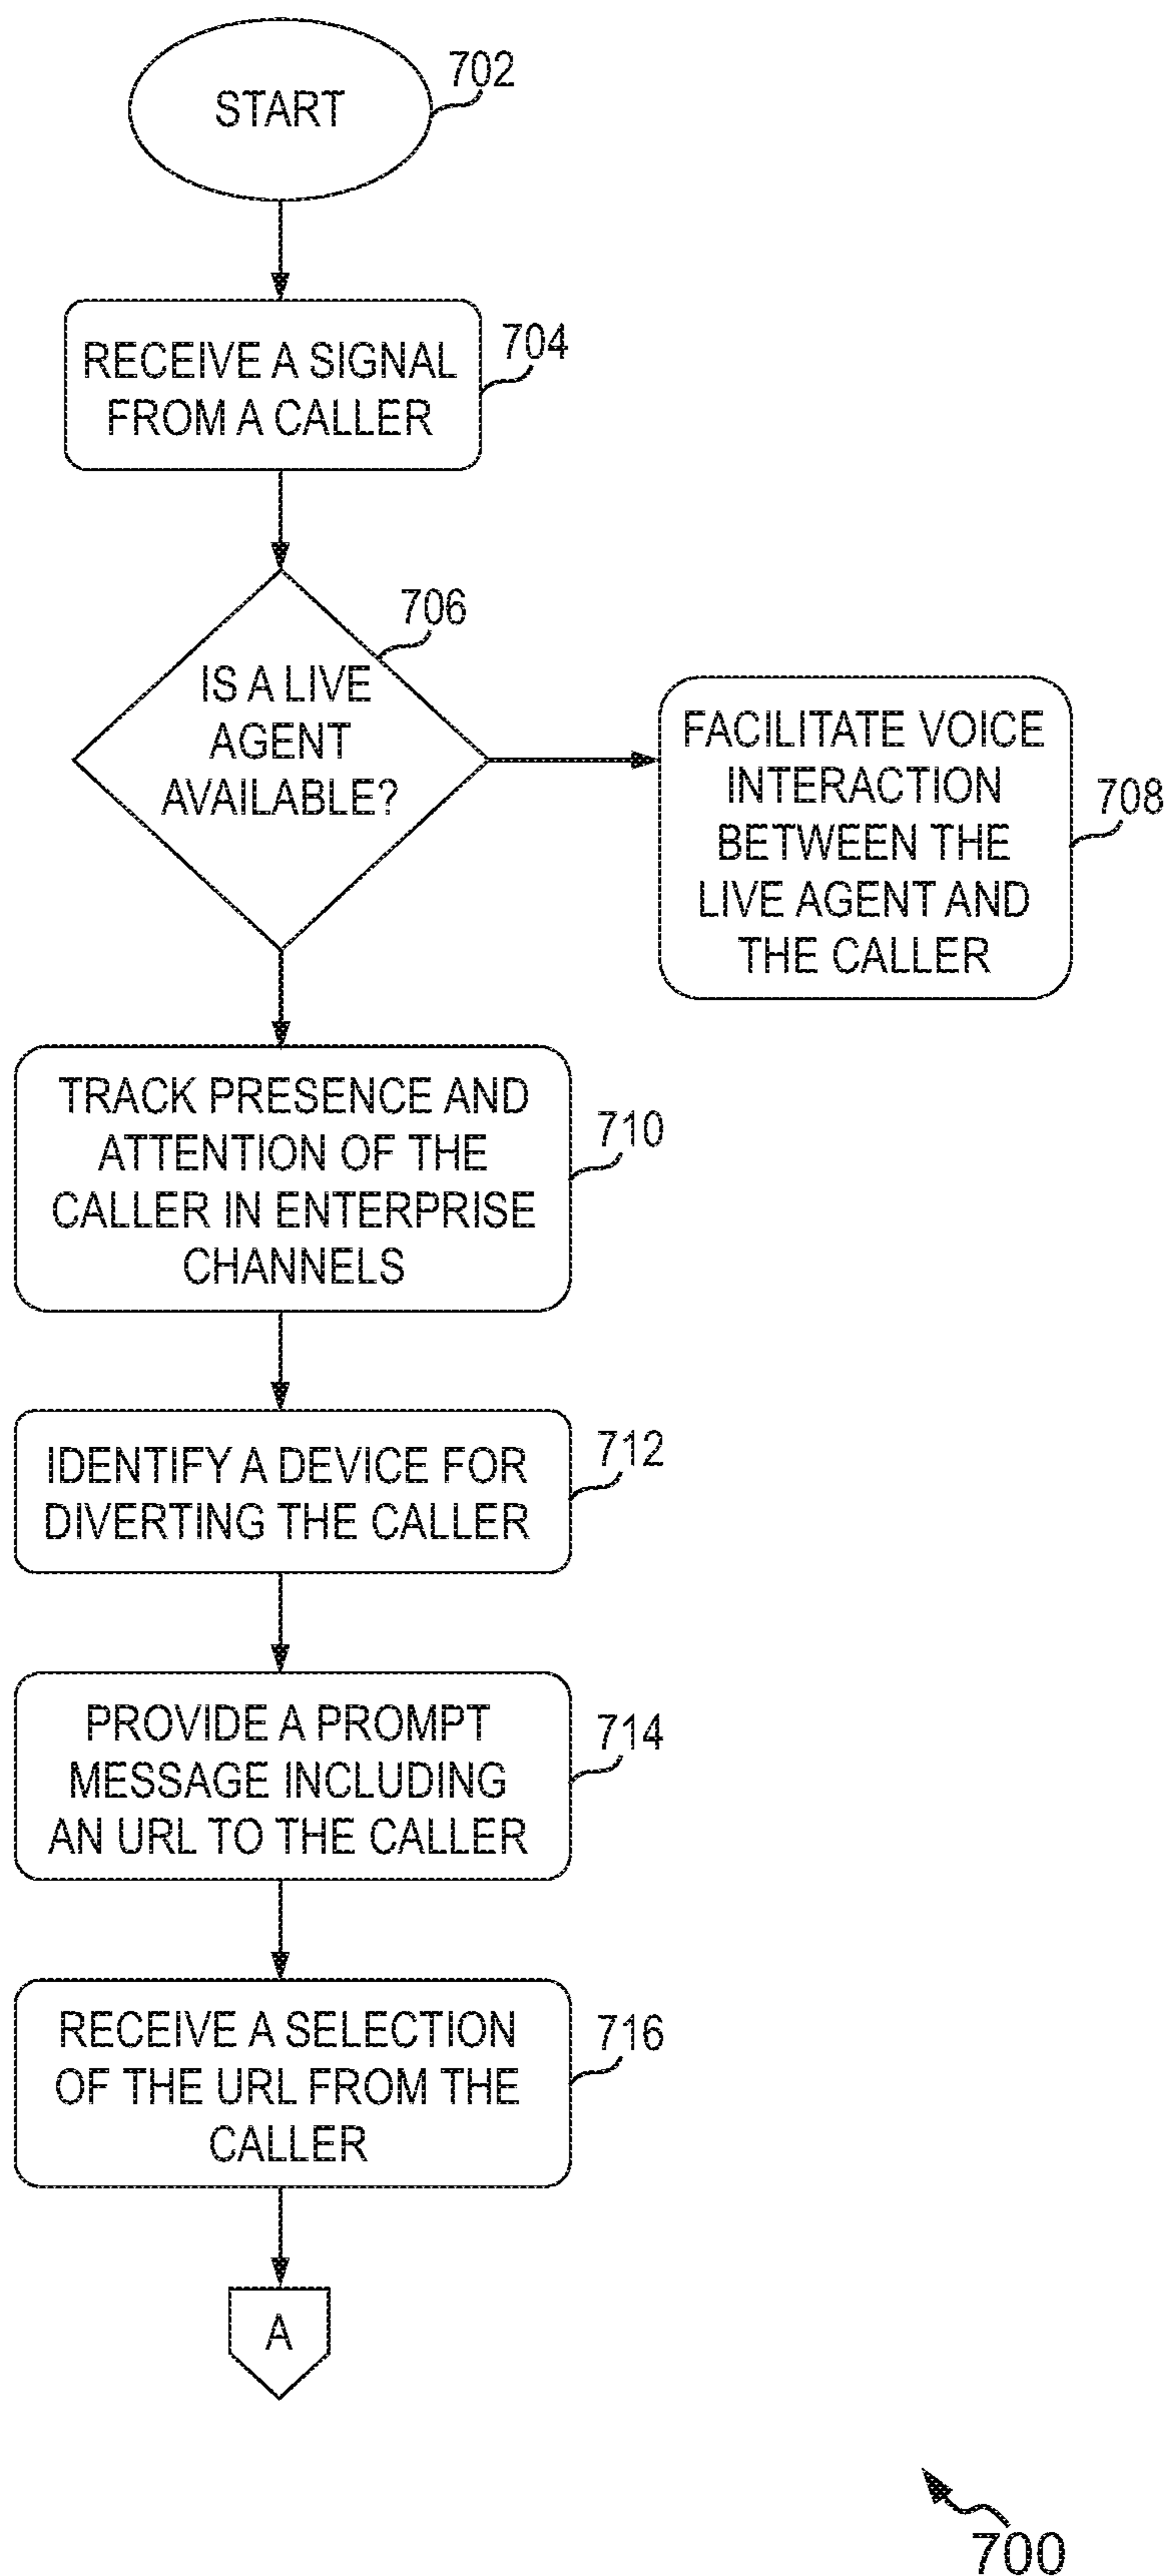 START
702
RECEIVE A SIGNAL
FROM A CALLER
704
IS A LIVE
AGENT
AVAILABLE?
706
FACILITATE VOICE
INTERACTION
BETWEEN THE
LIVE AGENT AND
THE CALLER
708
TRACK PRESENCE AND
ATTENTION OF THE
CALLER IN ENTERPRISE
CHANNELS
710
IDENTIFY A DEVICE FOR
DIVERTING THE CALLER
712
PROVIDE A PROMPT
MESSAGE INCLUDING
AN URL TO THE CALLER
714
RECEIVE A SELECTION
OF THE URL FROM THE
CALLER
716
A
700